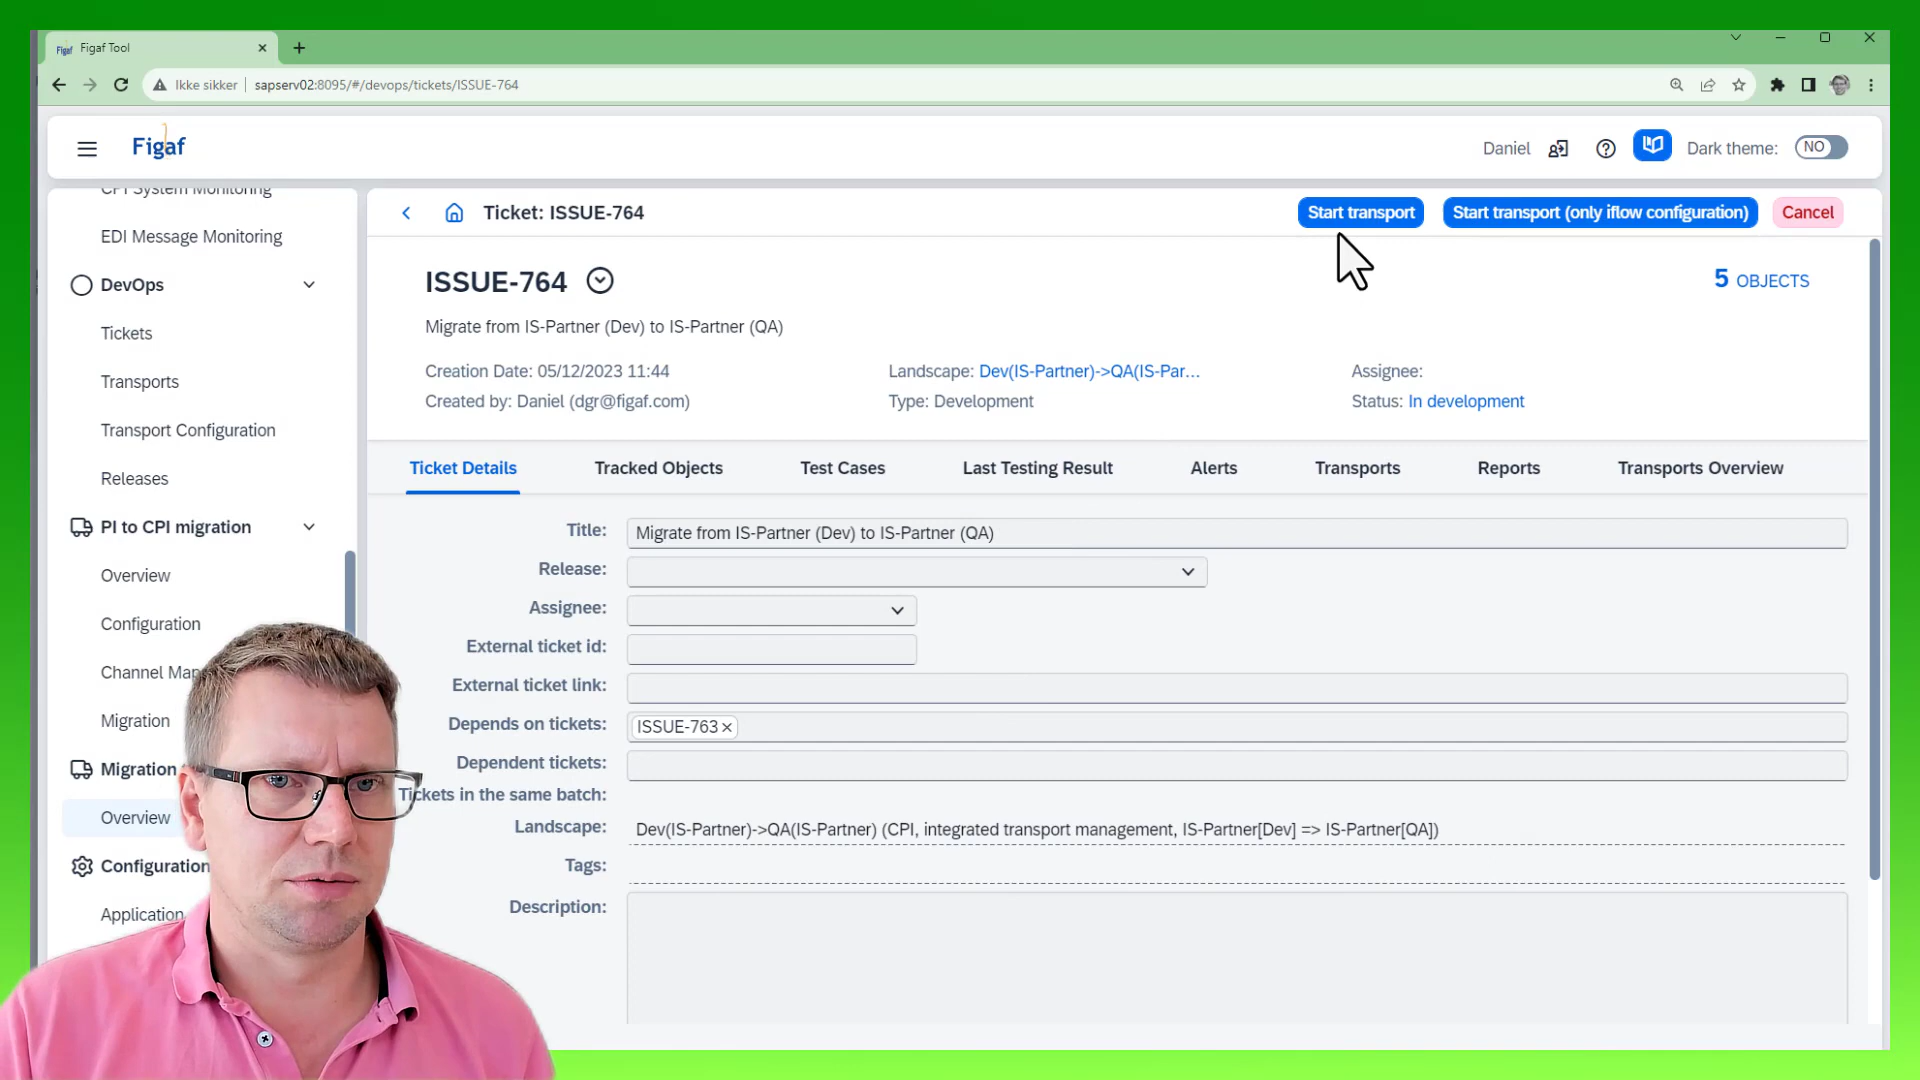 Figaf Figaf Tool
Ikke sikker sapserv02:8095/#/devops/tickets/ISSUE-764
Figaf
Daniel
Dark theme: NO
CPI System Monitoring
EDI Message Monitoring
DevOps
Tickets
Transports
Transport Configuration
Releases
PI to CPI migration
Overview
Configuration
Channel Map
Migration
Migration
Overview
Configuration
Application
Ticket: ISSUE-764
Start transport
Start transport (only iflow configuration)
Cancel
ISSUE-764
5 OBJECTS
Migrate from IS-Partner (Dev) to IS-Partner (QA)
Creation Date: 05/12/2023 11:44
Landscape: Dev(IS-Partner)->QA(IS-Par...
Assignee:
Created by: Daniel (dgr@figaf.com)
Type: Development
Status: In development
Ticket Details
Tracked Objects
Test Cases
Last Testing Result
Alerts
Transports
Reports
Transports Overview
Title: Migrate from IS-Partner (Dev) to IS-Partner (QA)
Release:
Assignee:
External ticket id:
External ticket link:
Depends on tickets: ISSUE-763
Dependent tickets:
Tickets in the same batch:
Landscape: Dev(IS-Partner)->QA(IS-Partner) (CPI, integrated transport management, IS-Partner[Dev] => IS-Partner[QA])
Tags:
Description: